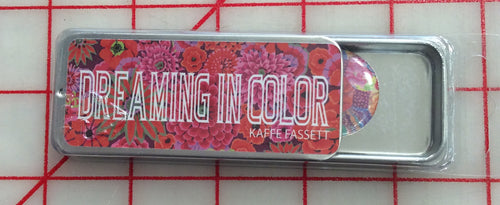 DREAMING IN COLOR
KAFFE FASSETT